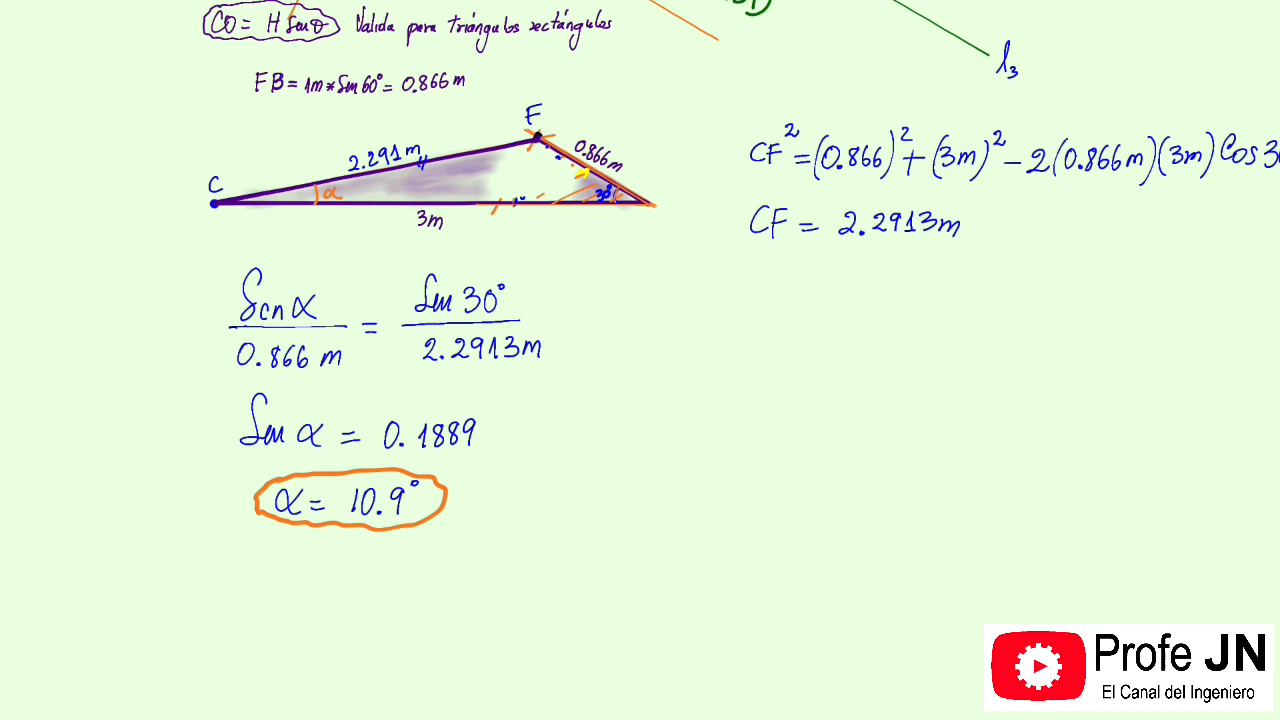 CO = H Senθ Valida para triángulos rectángulos
l3
FB = 1m * Sen 60° = 0.866 m
F
2.291 m
0.866 m
C
α
30°
3m
CF² = (0.866)² + (3m)² - 2(0.866m)(3m) Cos 3
CF = 2.2913m
Sen α / 0.866 m = Sen 30° / 2.2913m
Sen α = 0.1889
α = 10.9°
Profe JN
El Canal del Ingeniero